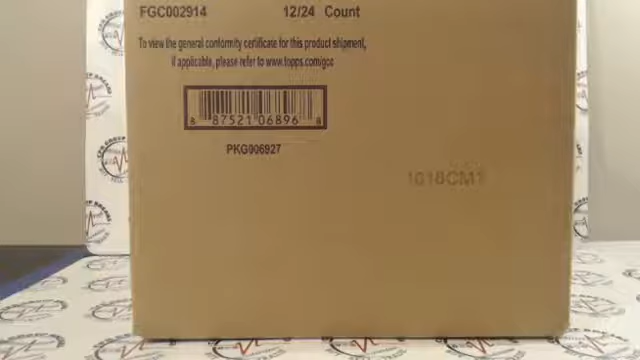 FGC002914 12/24 Count
To view the general conformity certificate for this product shipment,
if applicable, please refer to www.topps.com/gcc
8 87521 06896 8
PKG006927
1018CM1